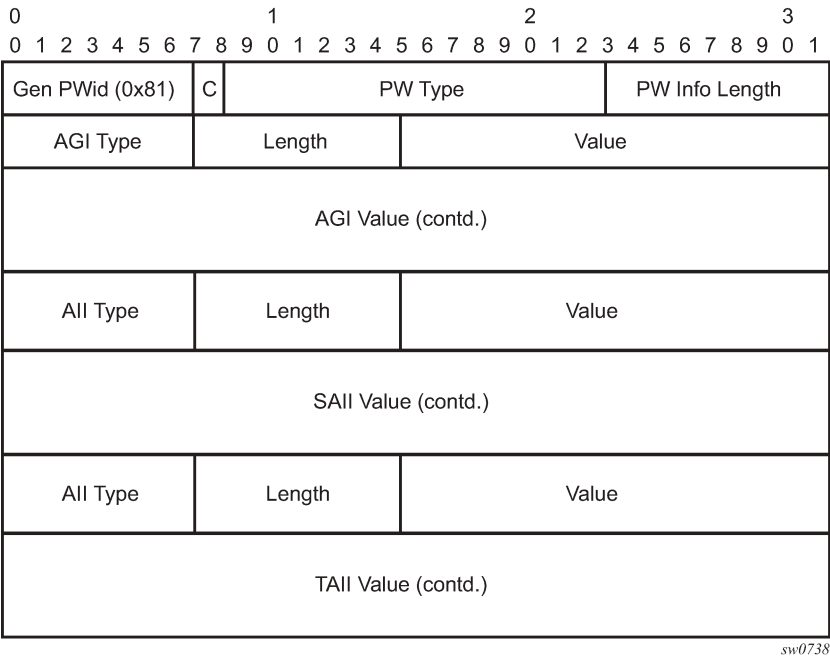 0 1 2 3
0 1 2 3 4 5 6 7 8 9 0 1 2 3 4 5 6 7 8 9 0 1 2 3 4 5 6 7 8 9 0 1
Gen PWid (0x81) C PW Type PW Info Length
AGI Type Length Value
AGI Value (contd.)
AII Type Length Value
SAII Value (contd.)
AII Type Length Value
TAII Value (contd.)
sw0738